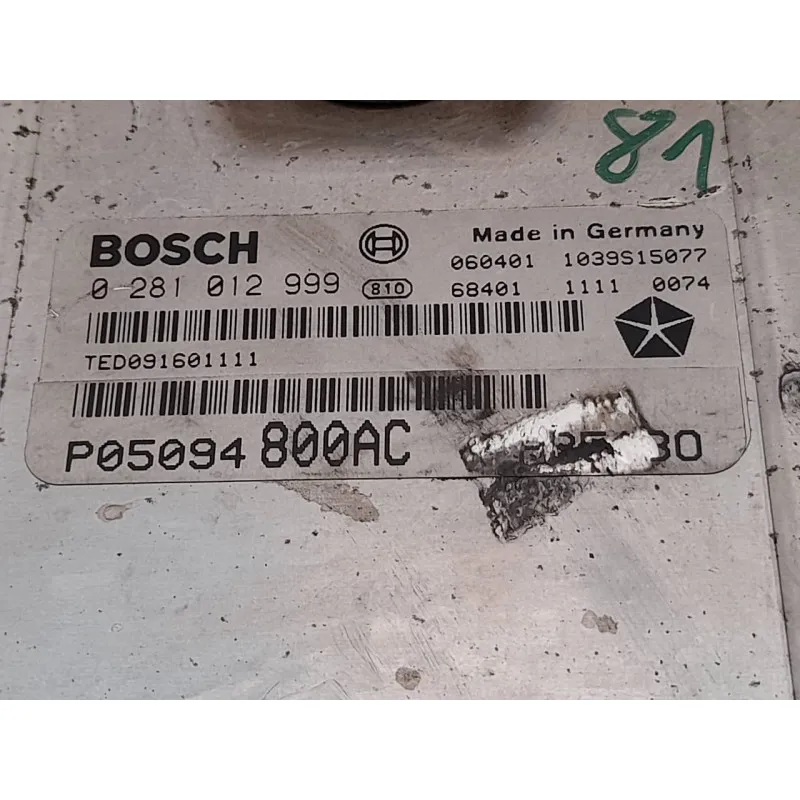 81
BOSCH Made in Germany
060401 1039S15077
0 281 012 999 810 68401 1111 0074
TED091601111
P05094 800AC